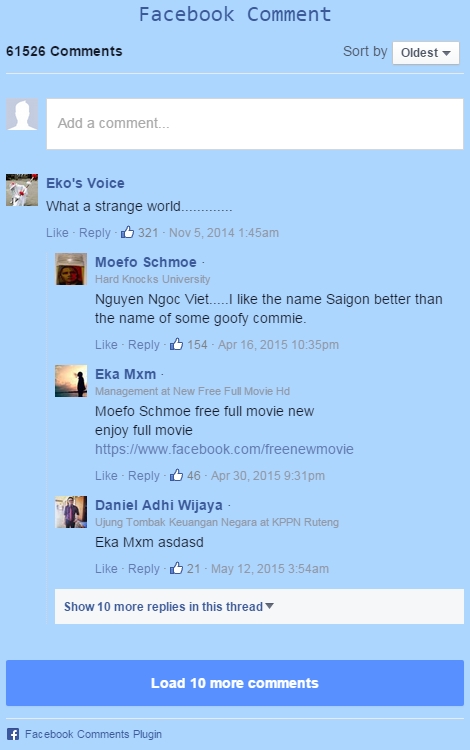 Facebook Comment
61526 Comments
Sort by Oldest
Add a comment...
Eko's Voice
What a strange world.............
Like · Reply · 321 · Nov 5, 2014 1:45am
Moefo Schmoe ·
Hard Knocks University
Nguyen Ngoc Viet.....I like the name Saigon better than
the name of some goofy commie.
Like · Reply · 154 · Apr 16, 2015 10:35pm
Eka Mxm ·
Management at New Free Full Movie Hd
Moefo Schmoe free full movie new
enjoy full movie
https://www.facebook.com/freenewmovie
Like · Reply · 46 · Apr 30, 2015 9:31pm
Daniel Adhi Wijaya ·
Ujung Tombak Keuangan Negara at KPPN Ruteng
Eka Mxm asdasd
Like · Reply · 21 · May 12, 2015 3:54am
Show 10 more replies in this thread
Load 10 more comments
Facebook Comments Plugin